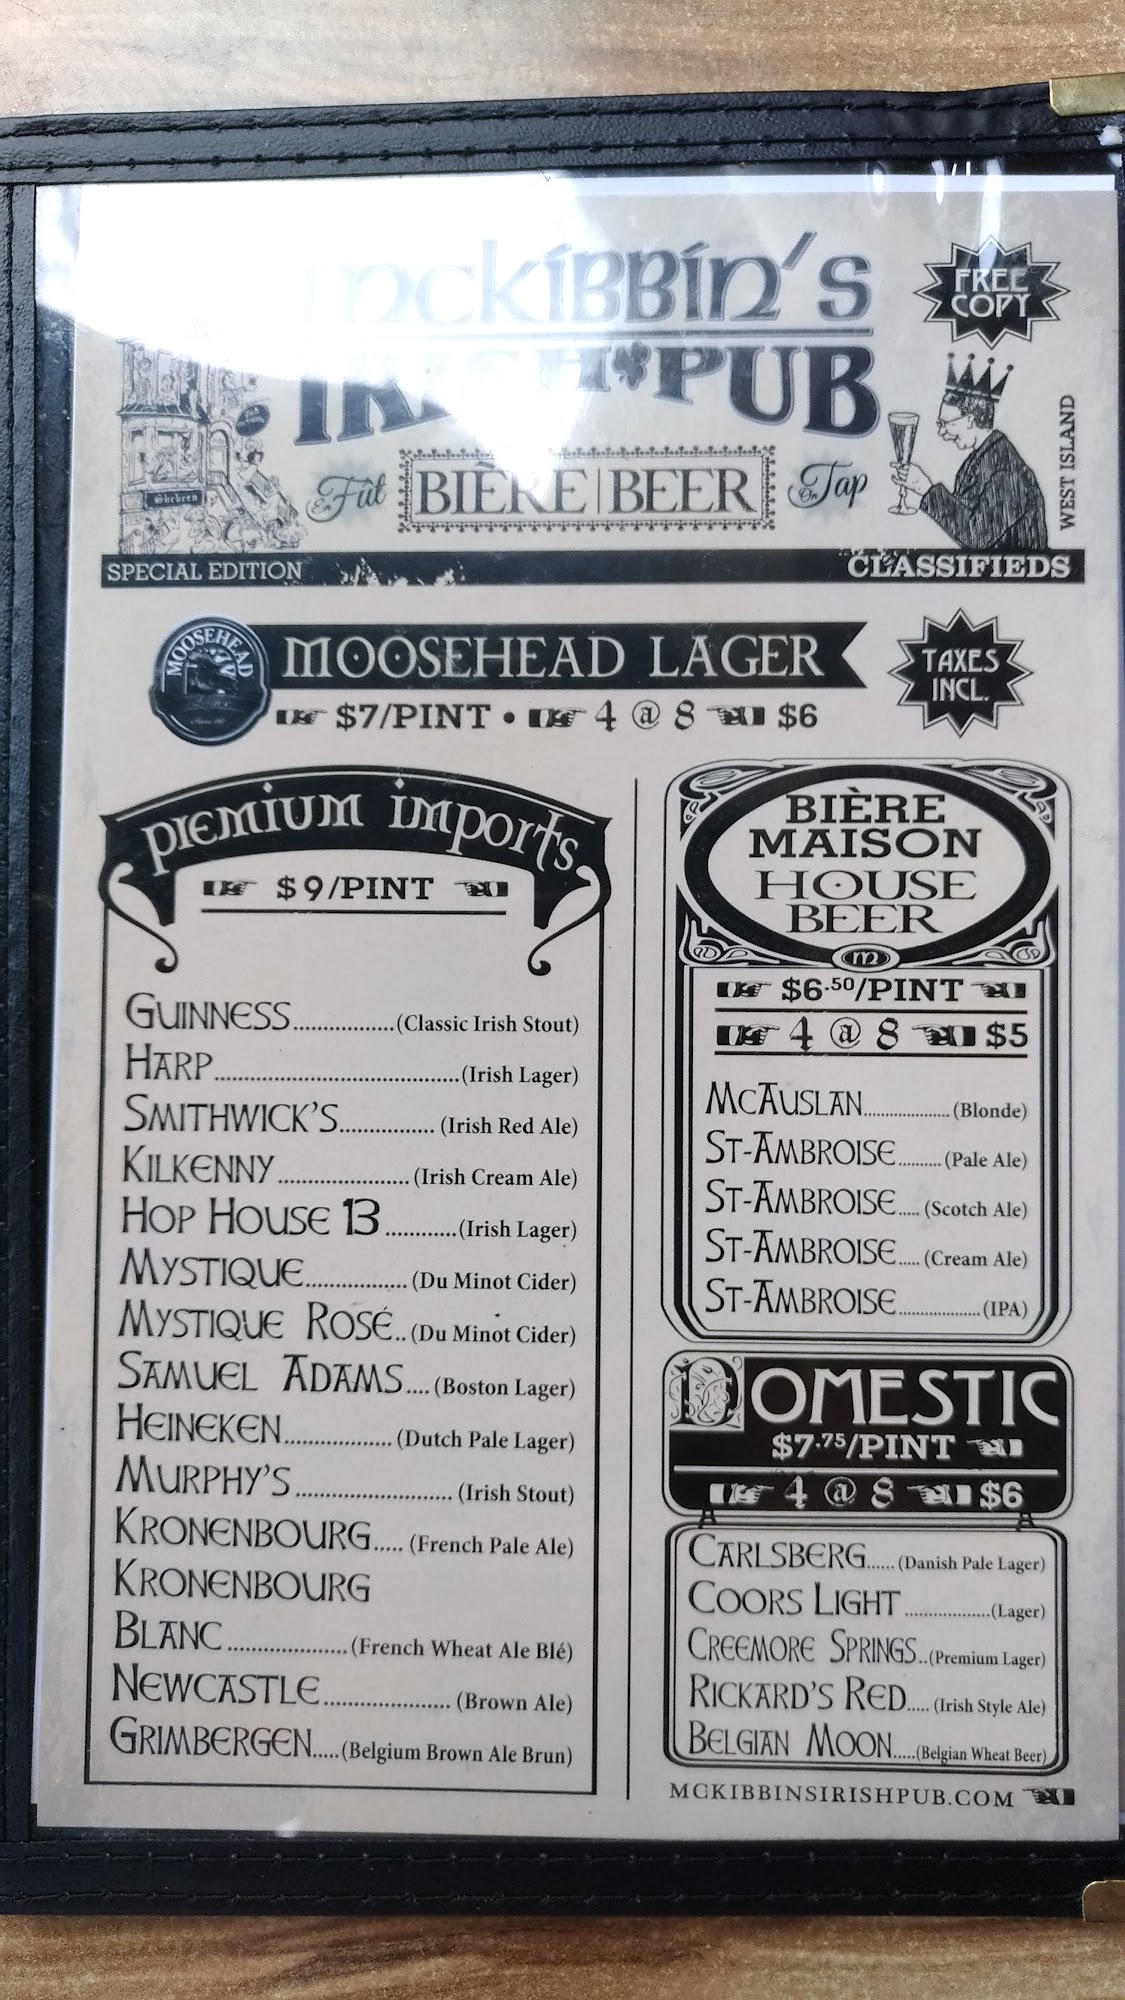 McKibbin's
FREE
COPY
IRISH PUB
WEST ISLAND
En Fût
BIÈRE | BEER
On Tap
Shebeen
SPECIAL EDITION
CLASSIFIEDS
MOOSEHEAD
Lager
MOOSEHEAD LAGER
$7/PINT • 4 @ 8 $6
TAXES
INCL.
PREMIUM IMPORTS
$9/PINT
GUINNESS..................(Classic Irish Stout)
HARP..........................................(Irish Lager)
SMITHWICK'S................. (Irish Red Ale)
KILKENNY.......................(Irish Cream Ale)
HOP HOUSE 13.............(Irish Lager)
MYSTIQUE.................. (Du Minot Cider)
MYSTIQUE ROSÉ.. (Du Minot Cider)
SAMUEL ADAMS.... (Boston Lager)
HEINEKEN................... (Dutch Pale Lager)
MURPHY'S............................ (Irish Stout)
KRONENBOURG..... (French Pale Ale)
KRONENBOURG
BLANC.....................(French Wheat Ale Blé)
NEWCASTLE....................... (Brown Ale)
GRIMBERGEN.....(Belgium Brown Ale Brun)
BIÈRE
MAISON
HOUSE
BEER
m
$6.50/PINT
4 @ 8 $5
MCAUSLAN.....................(Blonde)
ST-AMBROISE..........(Pale Ale)
ST-AMBROISE..... (Scotch Ale)
ST-AMBROISE..... (Cream Ale)
ST-AMBROISE....................(IPA)
DOMESTIC
$7.75/PINT
4 @ 8 $6
CARLSBERG......(Danish Pale Lager)
COORS LIGHT..................(Lager)
CREEMORE SPRINGS..(Premium Lager)
RICKARD'S RED..... (Irish Style Ale)
BELGIAN MOON.....(Belgian Wheat Beer)
MCKIBBINSIRISHPUB.COM